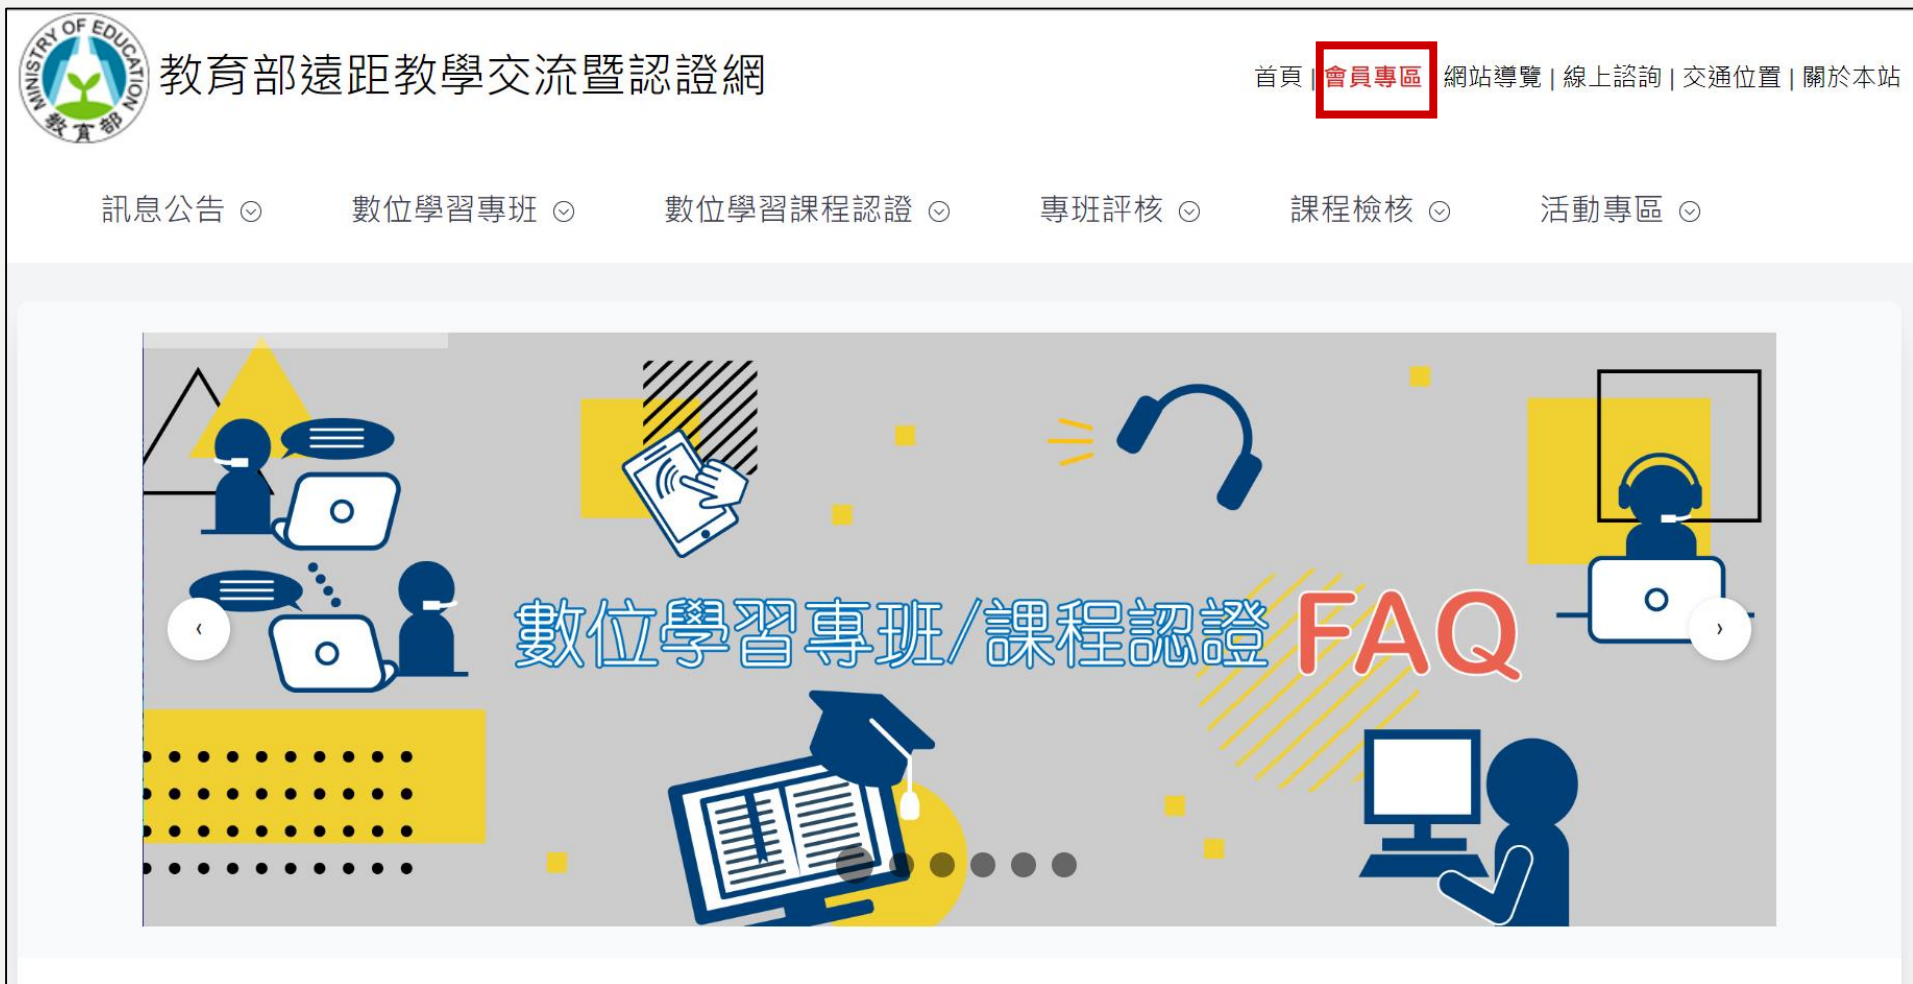 MINISTRY OF EDUCATION
教育部
教育部遠距教學交流暨認證網
首頁 | 會員專區 網站導覽 | 線上諮詢 | 交通位置 | 關於本站
訊息公告 數位學習專班 數位學習課程認證 專班評核 課程檢核 活動專區
數位學習專班/課程認證 FAQ